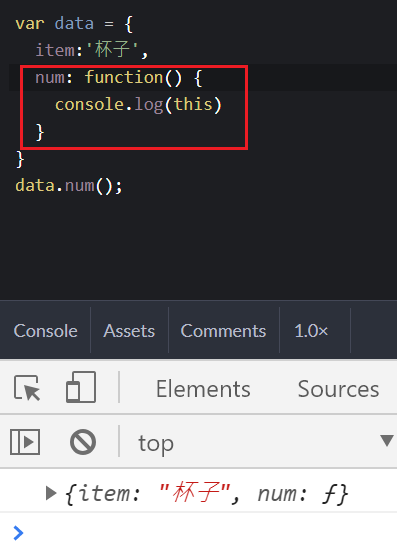 var data = {
  item:'杯子',
  num: function() {
    console.log(this)
  }
}
data.num();
Console Assets Comments 1.0×
Elements Sources
top
{item: "杯子", num: ƒ}